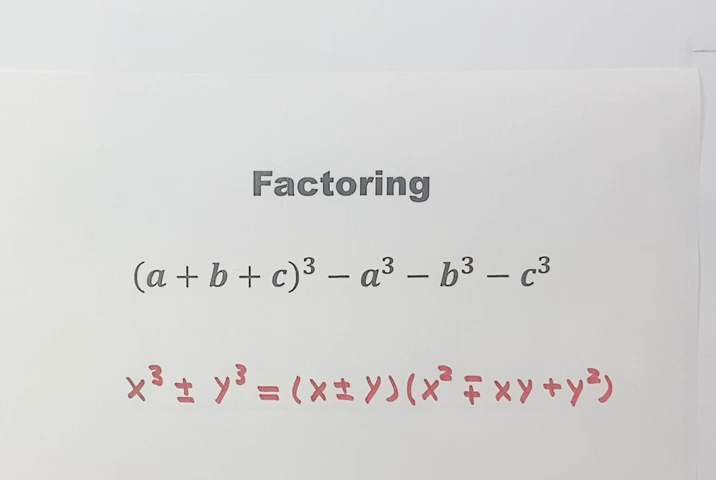 Factoring
(a + b + c)³ − a³ − b³ − c³
x³ ± y³ = (x ± y)(x² ∓ xy + y²)